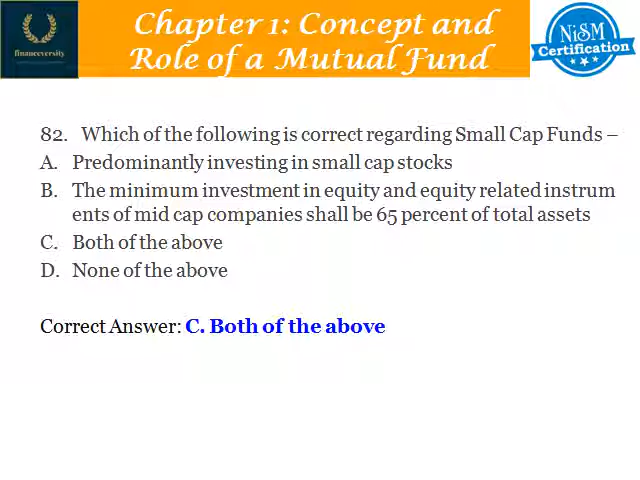 financeversity
Chapter 1: Concept and
Role of a Mutual Fund
NiSM
Certification
82. Which of the following is correct regarding Small Cap Funds –
A. Predominantly investing in small cap stocks
B. The minimum investment in equity and equity related instrum
ents of mid cap companies shall be 65 percent of total assets
C. Both of the above
D. None of the above
Correct Answer: C. Both of the above